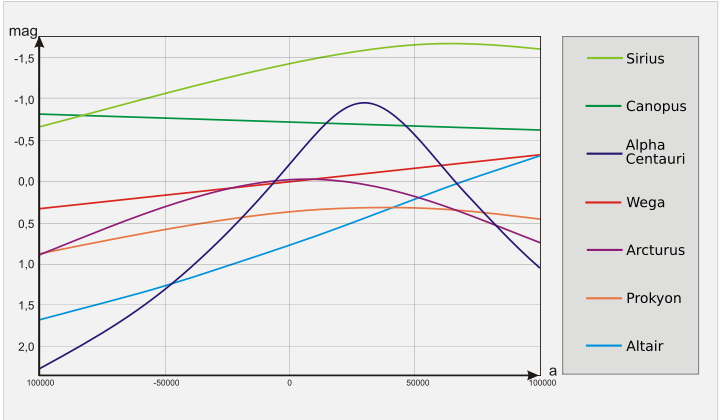 mag
-1,5
-1,0
-0,5
0,0
0,5
1,0
1,5
2,0
100000
-50000
0
50000
100000
a
Sirius
Canopus
Alpha
Centauri
Wega
Arcturus
Prokyon
Altair